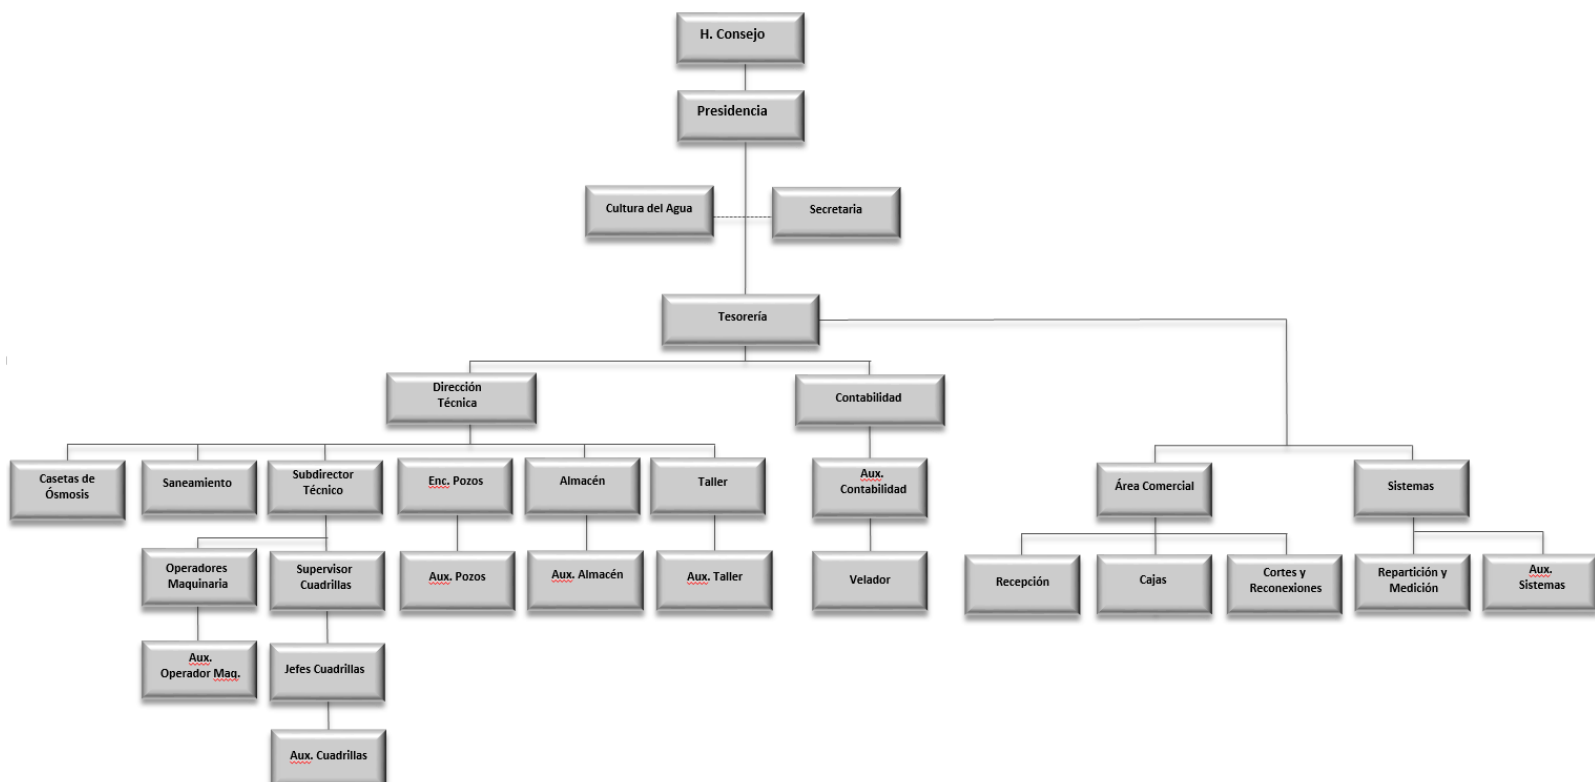 H. Consejo
Presidencia
Cultura del Agua
Secretaria
Tesorería
Dirección
Técnica
Contabilidad
Casetas de
Ósmosis
Saneamiento
Subdirector
Técnico
Enc. Pozos
Almacén
Taller
Aux.
Contabilidad
Área Comercial
Sistemas
Operadores
Maquinaria
Supervisor
Cuadrillas
Aux. Pozos
Aux. Almacén
Aux. Taller
Velador
Recepción
Cajas
Cortes y
Reconexiones
Repartición y
Medición
Aux.
Sistemas
Aux.
Operador Maq.
Jefes Cuadrillas
Aux. Cuadrillas